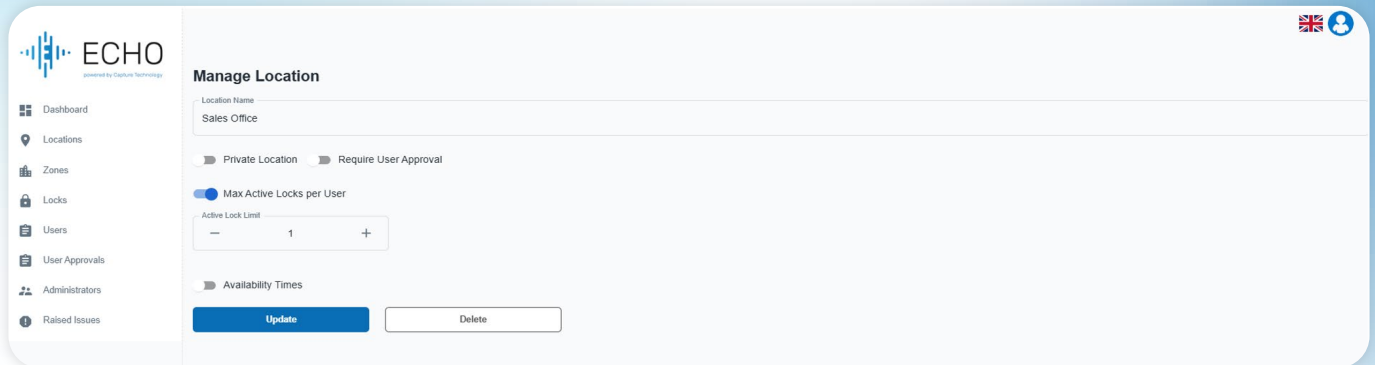 ECHO
powered by Capture Technology
Dashboard
Locations
Zones
Locks
Users
User Approvals
Administrators
Raised Issues
Manage Location
Location Name
Sales Office
Private Location Require User Approval
Max Active Locks per User
Active Lock Limit
− 1 +
Availability Times
Update Delete